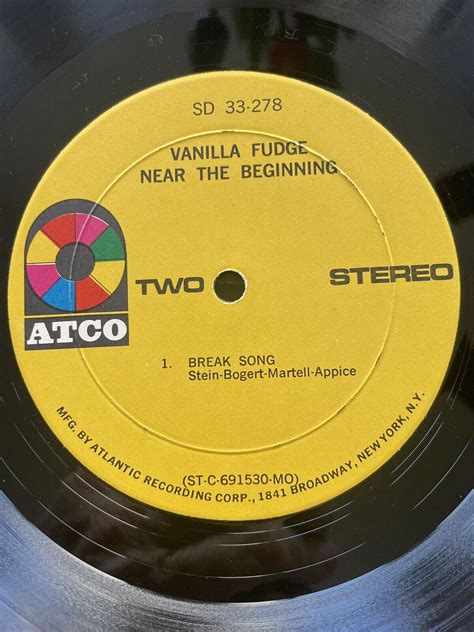 SD 33-278
VANILLA FUDGE
NEAR THE BEGINNING
ATCO
TWO
STEREO
1. BREAK SONG
Stein-Bogert-Martell-Appice
(ST-C-691530-MO)
MFG. BY ATLANTIC RECORDING CORP., 1841 BROADWAY, NEW YORK, N.Y.